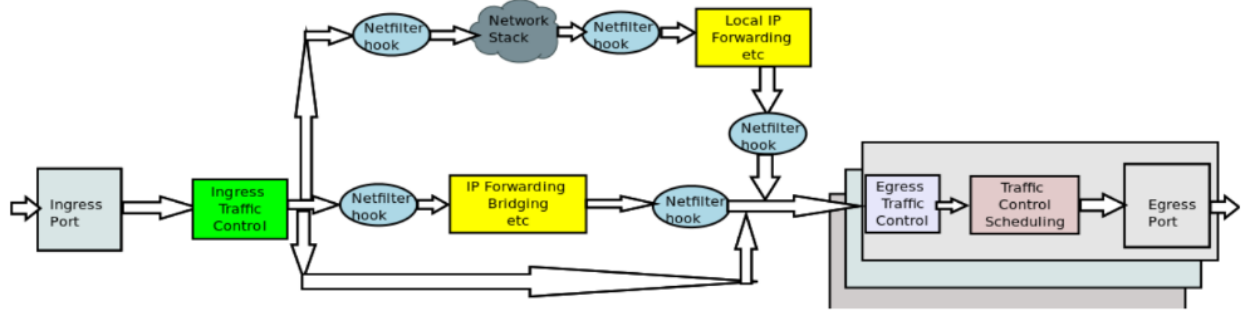 Netfilter
hook
Network
Stack
Netfilter
hook
Local IP
Forwarding
etc
Netfilter
hook
Ingress
Port
Ingress
Traffic
Control
Netfilter
hook
IP Forwarding
Bridging
etc
Netfilter
hook
Egress
Traffic
Control
Traffic
Control
Scheduling
Egress
Port